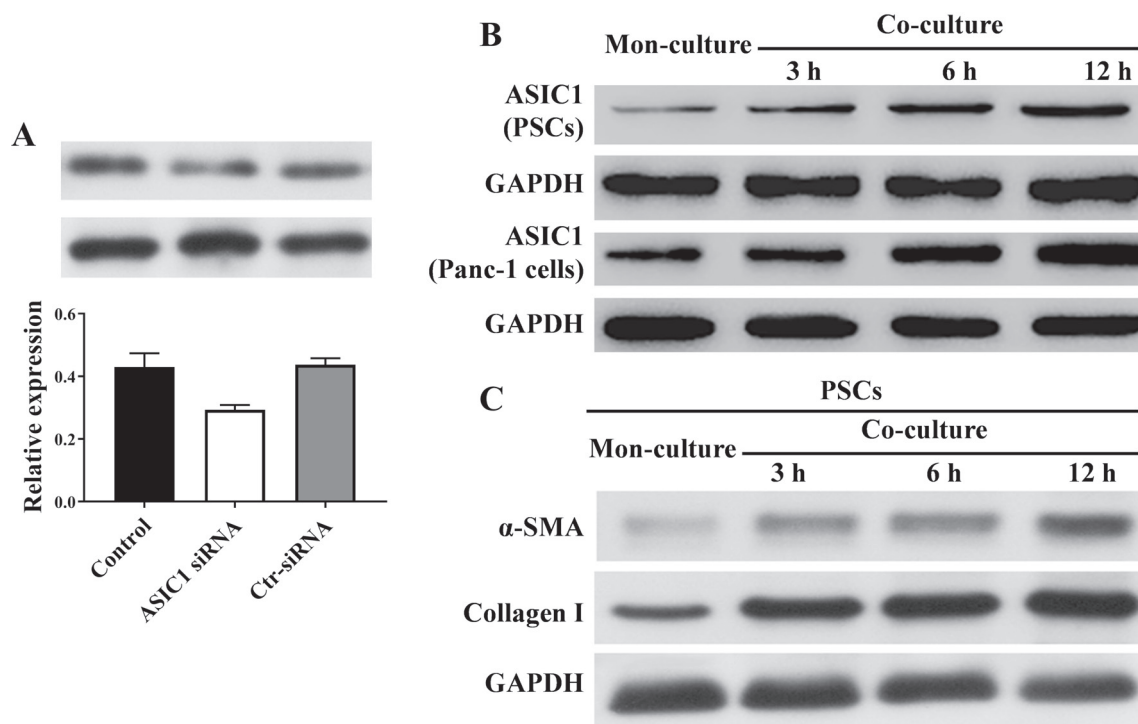 A
Relative expression
0.6
0.4
0.2
0.0
Control
ASIC1 siRNA
Ctr-siRNA
B
Mon-culture
Co-culture
3 h 6 h 12 h
ASIC1
(PSCs)
GAPDH
ASIC1
(Panc-1 cells)
GAPDH
C
PSCs
Mon-culture
Co-culture
3 h 6 h 12 h
α-SMA
Collagen I
GAPDH